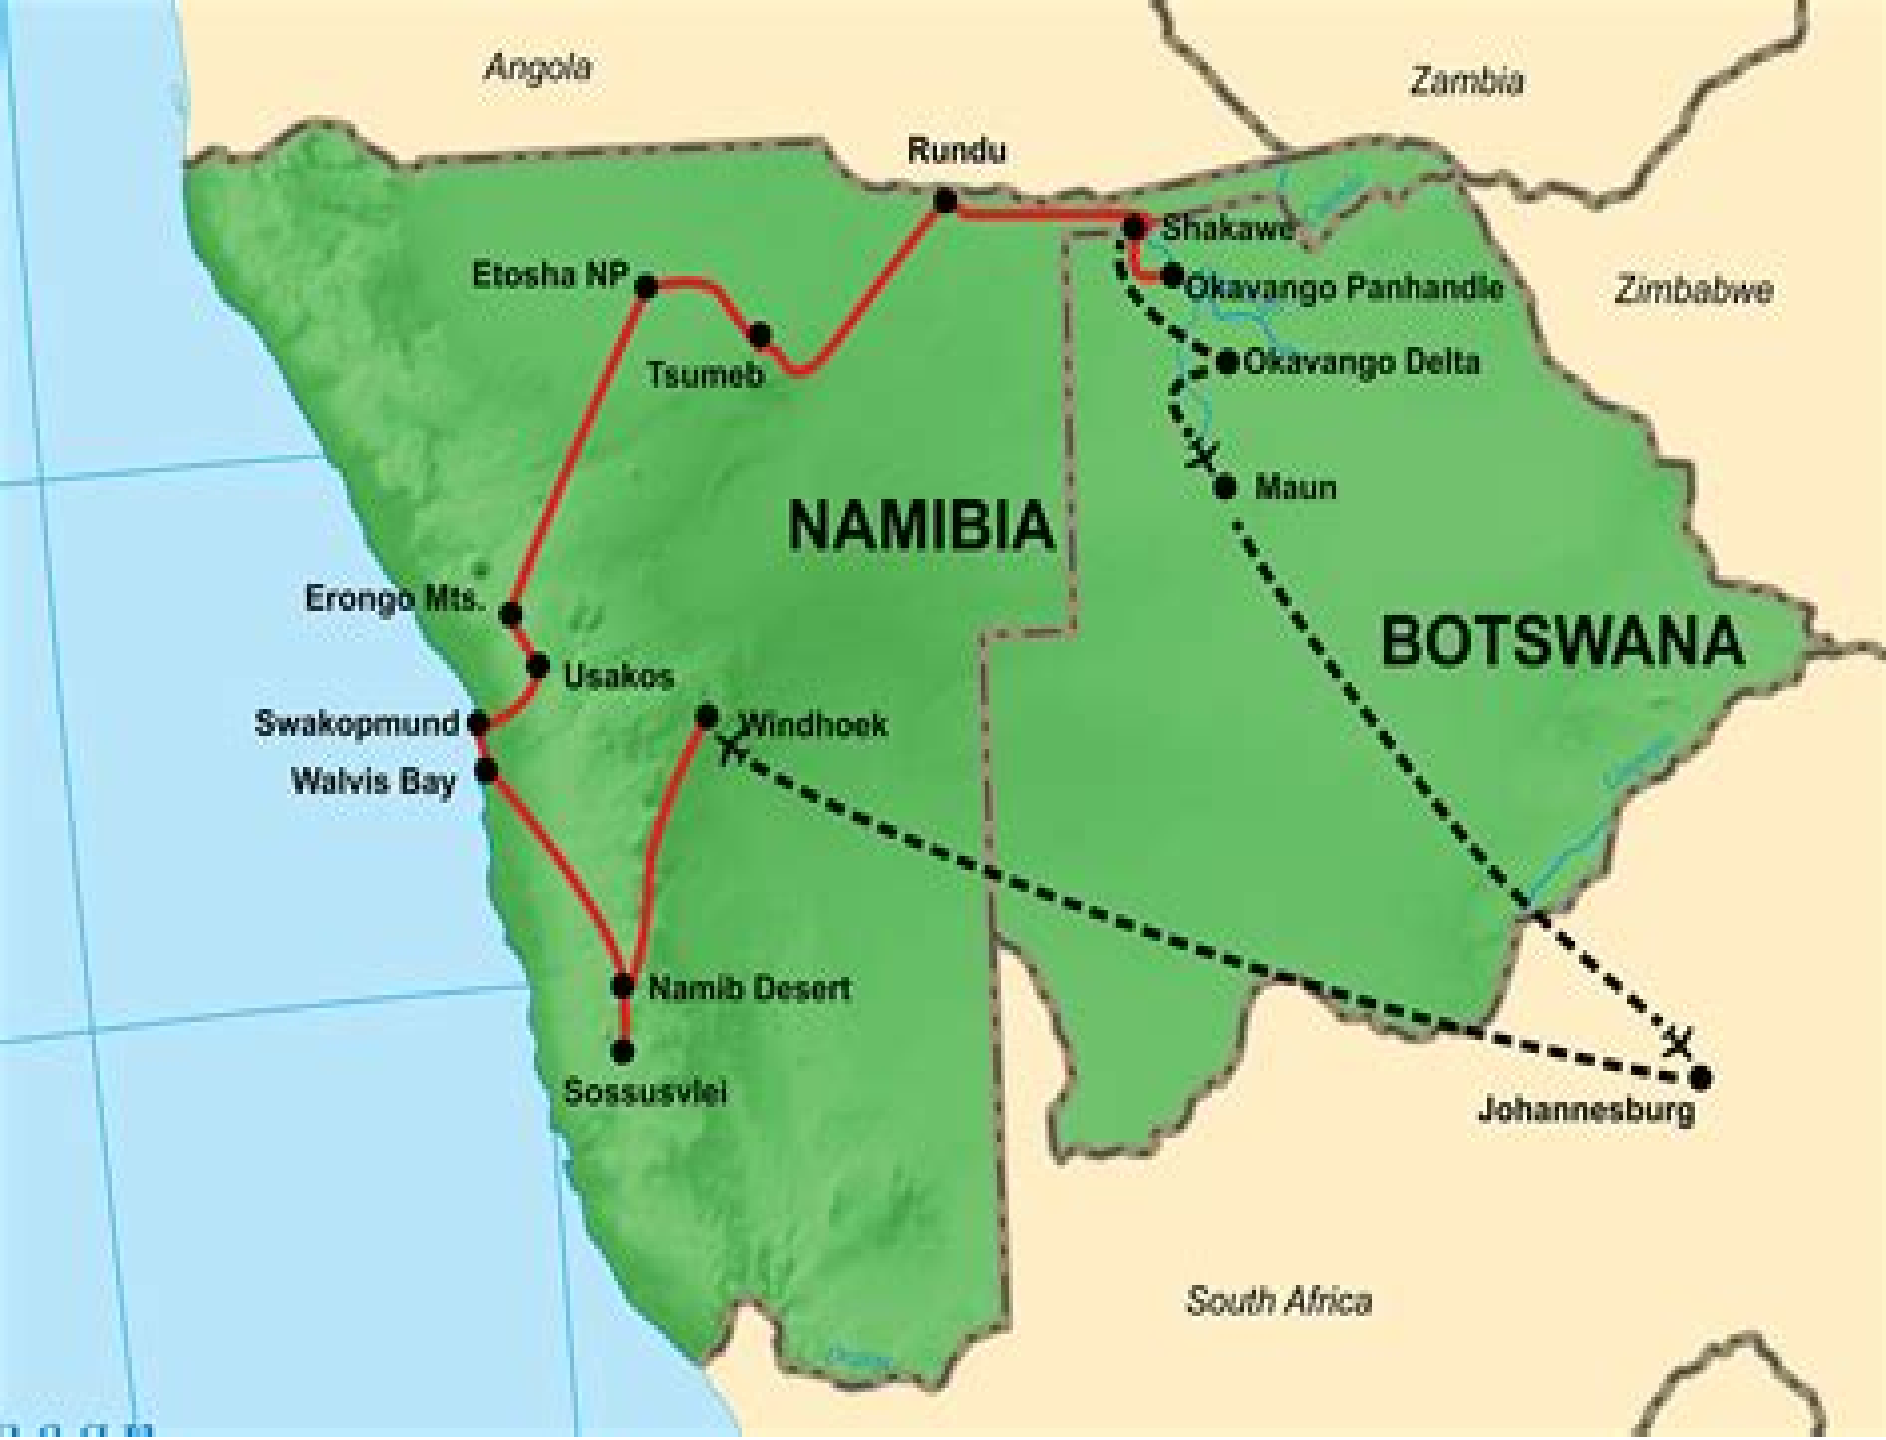 Angola
Zambia
Rundu
Shakawe
Etosha NP
Okavango Panhandle
Zimbabwe
Tsumeb
Okavango Delta
Maun
NAMIBIA
Erongo Mts.
BOTSWANA
Usakos
Swakopmund
Windhoek
Walvis Bay
Namib Desert
Sossusvlei
Johannesburg
South Africa